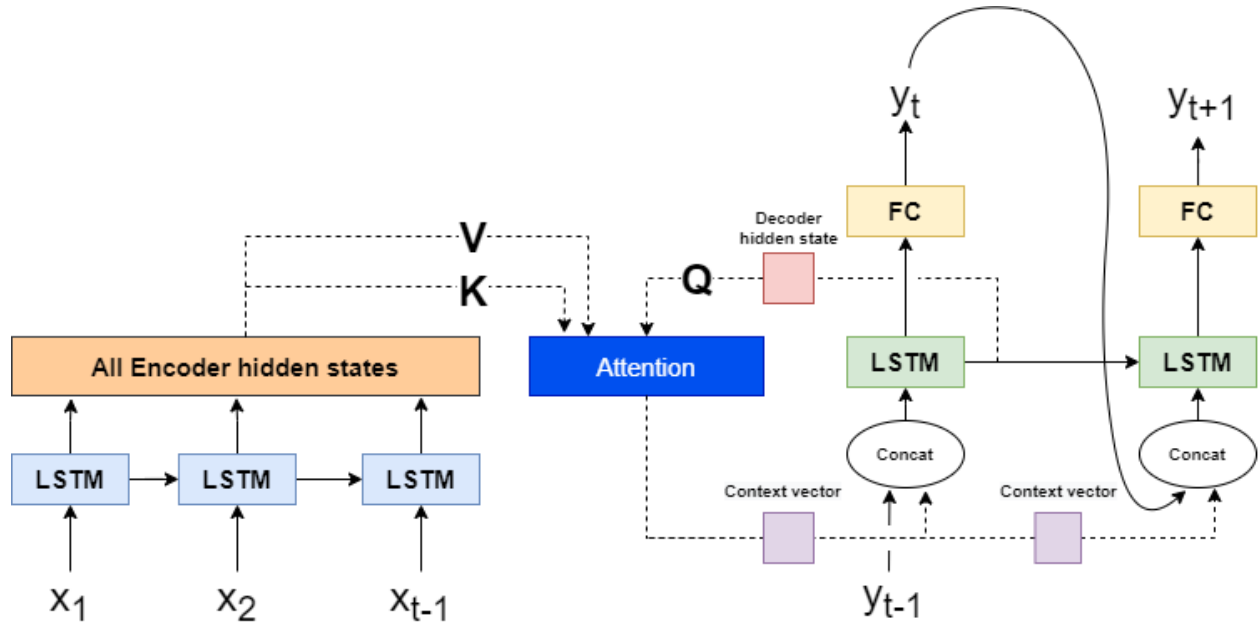 y_t
y_{t+1}
FC
FC
Decoder
hidden state
V
K
Q
All Encoder hidden states
Attention
LSTM
LSTM
LSTM
LSTM
LSTM
Concat
Concat
Context vector
Context vector
x_1
x_2
x_{t-1}
y_{t-1}